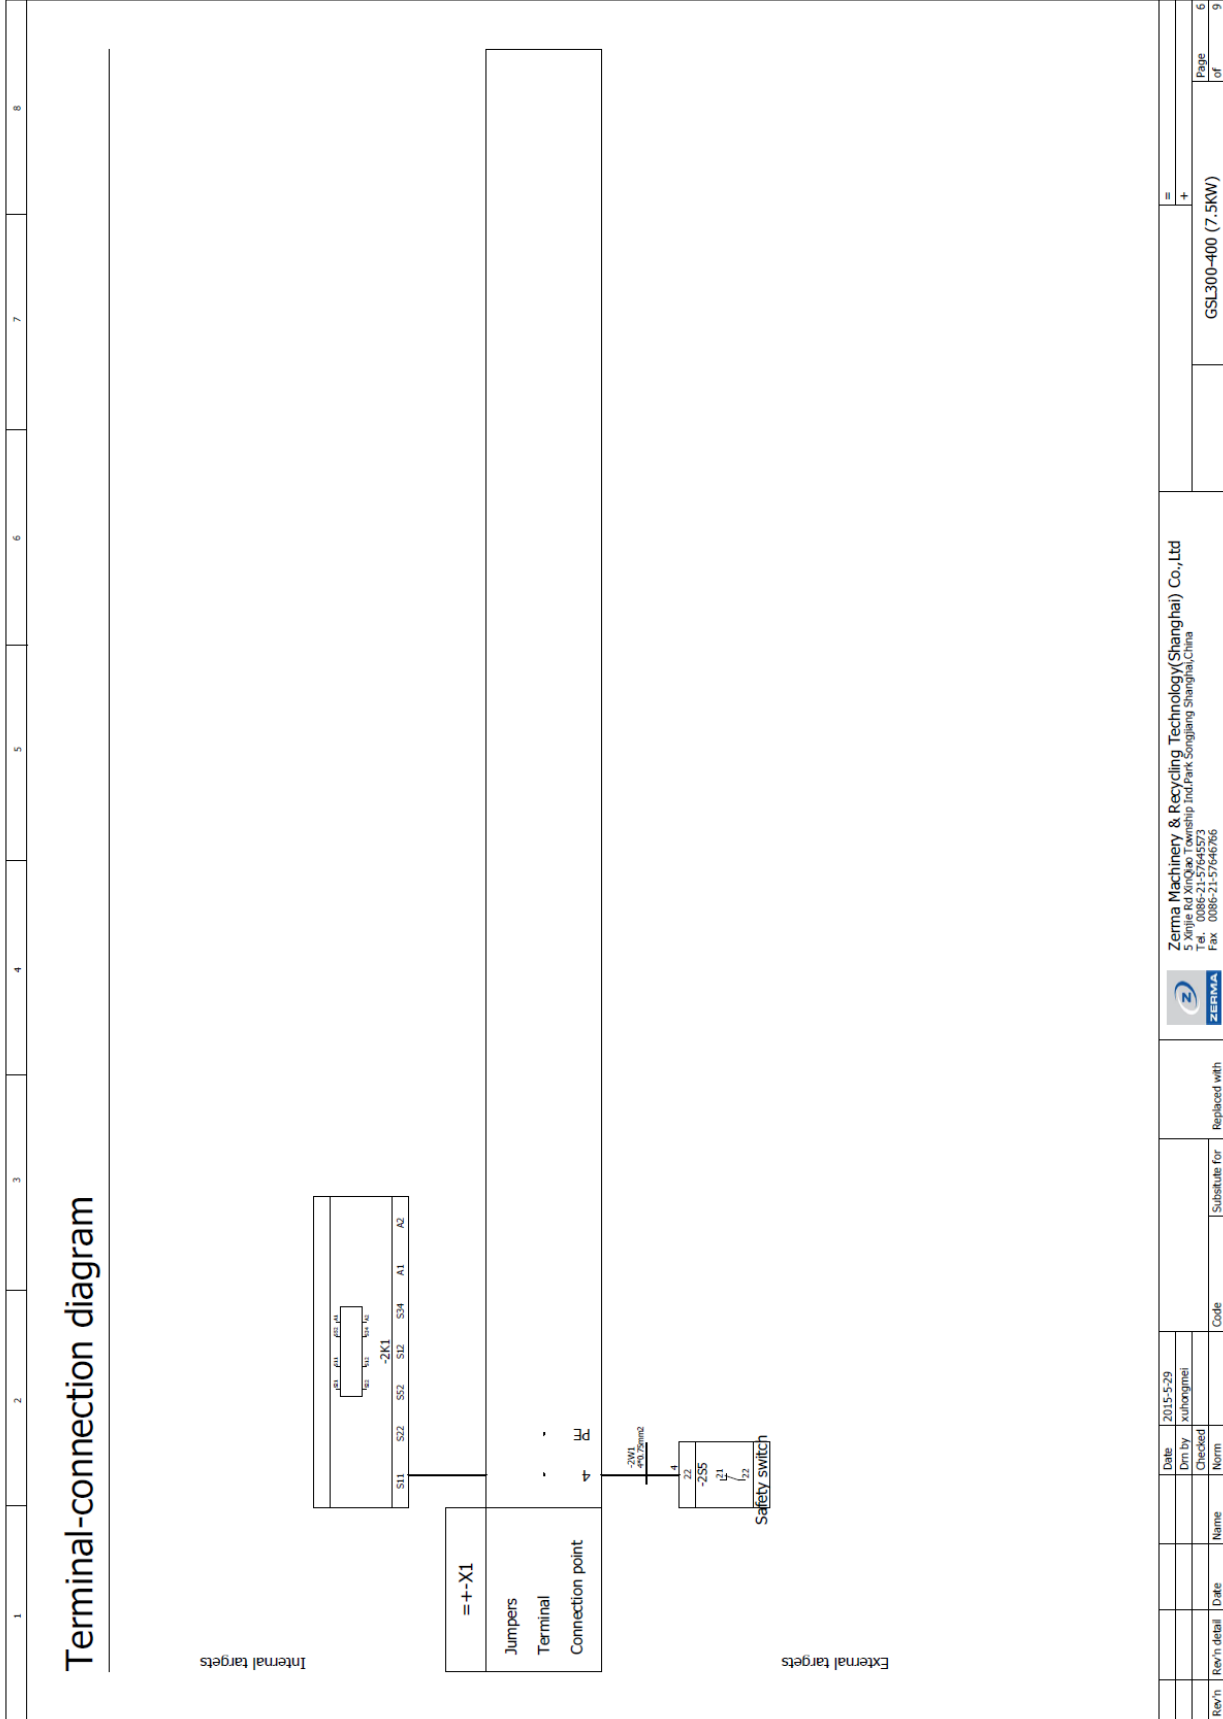 1
2
3
4
5
6
7
8
Terminal-connection diagram
Internal targets
-2K1
S11
S22
S52
S12
S34
A1
A2
=+-X1
Jumpers
Terminal
Connection point
4
PE
-2W1
4*0.75mm2
4
22
-2S5
21
22
Safety switch
External targets
Date 2015-5-29
Drn by xuhongmei
Checked
Rev'n Rev'n detail Date Name Norm
Code
Subsitute for
Replaced with
ZERMA
Zerma Machinery & Recycling Technology(Shanghai) Co.,Ltd
5 Xinjie Rd XinQiao Township Ind.Park Songjiang Shanghai,China
Tel. 0086-21-57645573
Fax 0086-21-57646766
=
+
GSL300-400 (7.5KW)
Page 6
of 9